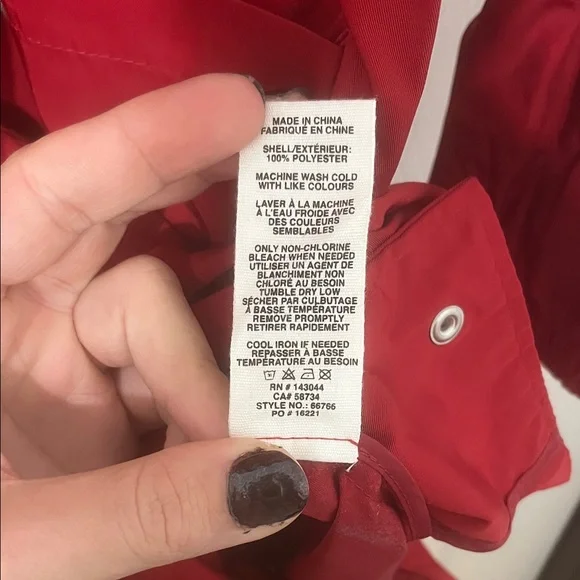 MADE IN CHINA
FABRIQUÉ EN CHINE
SHELL/EXTÉRIEUR:
100% POLYESTER
MACHINE WASH COLD
WITH LIKE COLOURS
LAVER À LA MACHINE
À L'EAU FROIDE AVEC
DES COULEURS
SEMBLABLES
ONLY NON-CHLORINE
BLEACH WHEN NEEDED
UTILISER UN AGENT DE
BLANCHIMENT NON
CHLORÉ AU BESOIN
TUMBLE DRY LOW
SÉCHER PAR CULBUTAGE
À BASSE TEMPÉRATURE
REMOVE PROMPTLY
RETIRER RAPIDEMENT
COOL IRON IF NEEDED
REPASSER À BASSE
TEMPÉRATURE AU BESOIN
RN # 143044
CA# 58734
STYLE NO.: 66766
PO # 16221